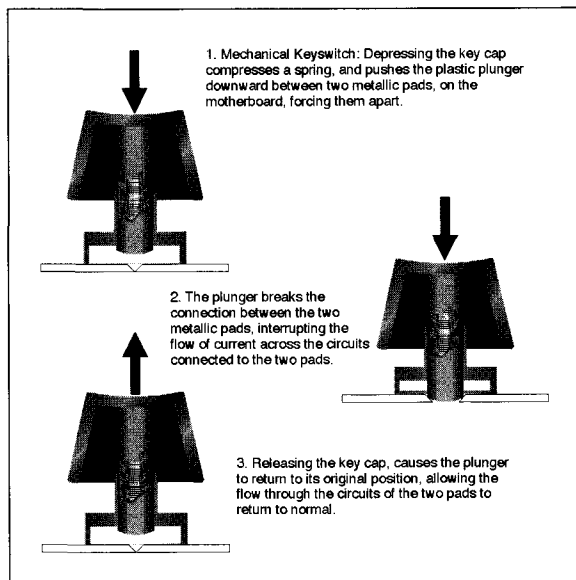 1. Mechanical Keyswitch: Depressing the key cap
compresses a spring, and pushes the plastic plunger
downward between two metallic pads, on the
motherboard, forcing them apart.
2. The plunger breaks the
connection between the two
metallic pads, interrupting the
flow of current across the circuits
connected to the two pads.
3. Releasing the key cap, causes the plunger
to return to its original position, allowing the
flow through the circuits of the two pads to
return to normal.